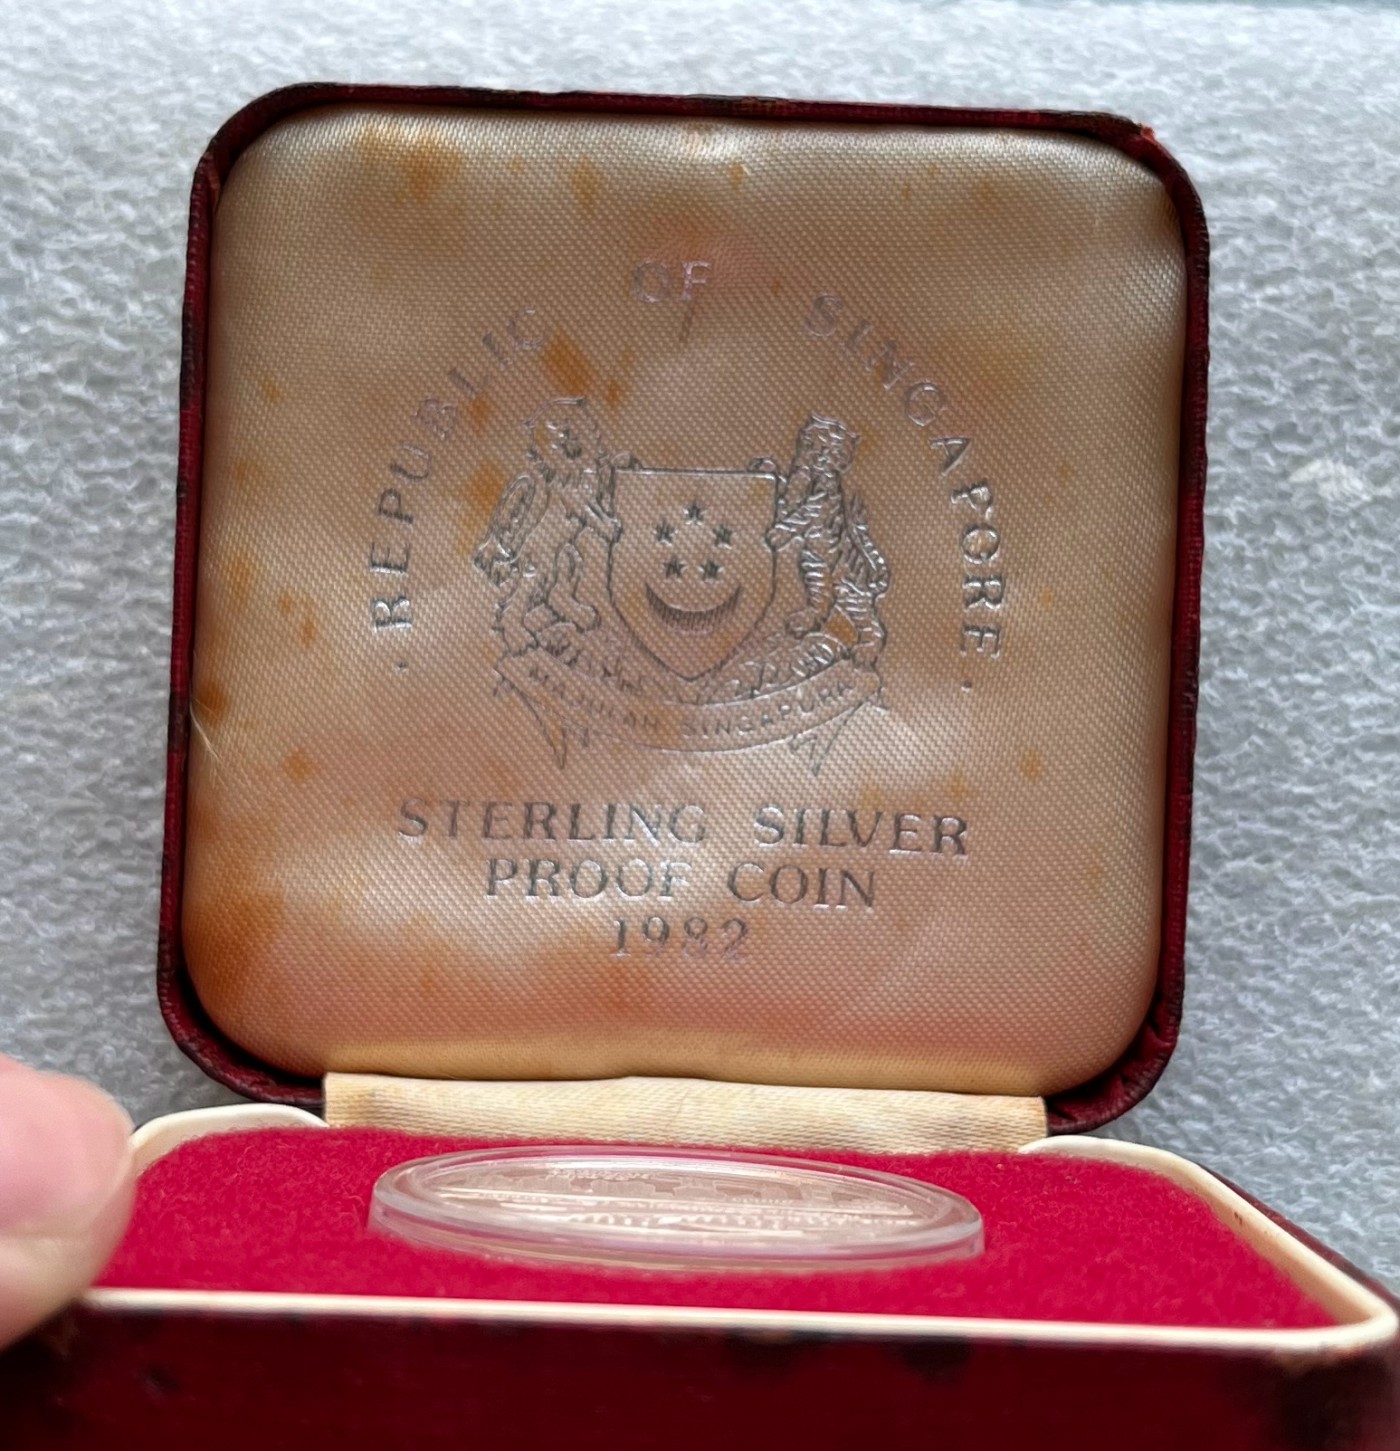 · REPUBLIC OF SINGAPORE ·
MAJULAH SINGAPURA
STERLING SILVER
PROOF COIN
1982